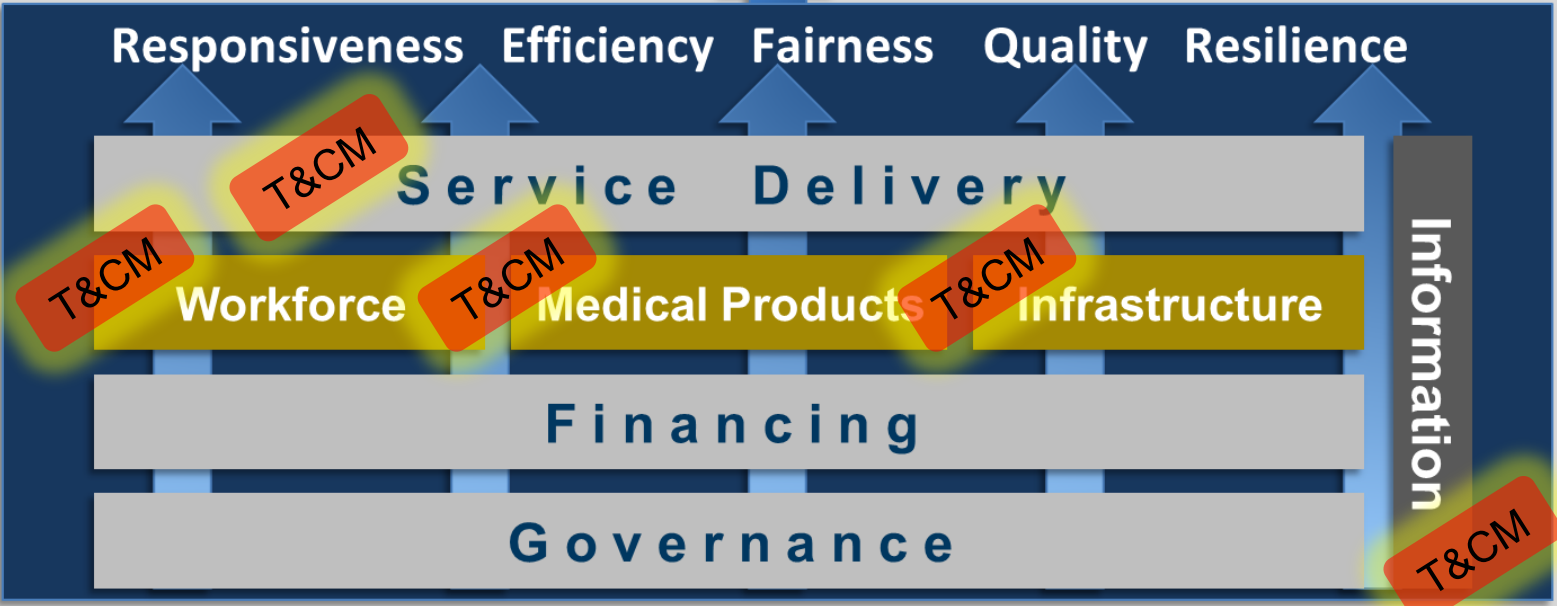 Responsiveness Efficiency Fairness Quality Resilience
T&CM
Service Delivery
T&CM
T&CM
T&CM
Workforce Medical Products Infrastructure
Financing
Governance
Information
T&CM